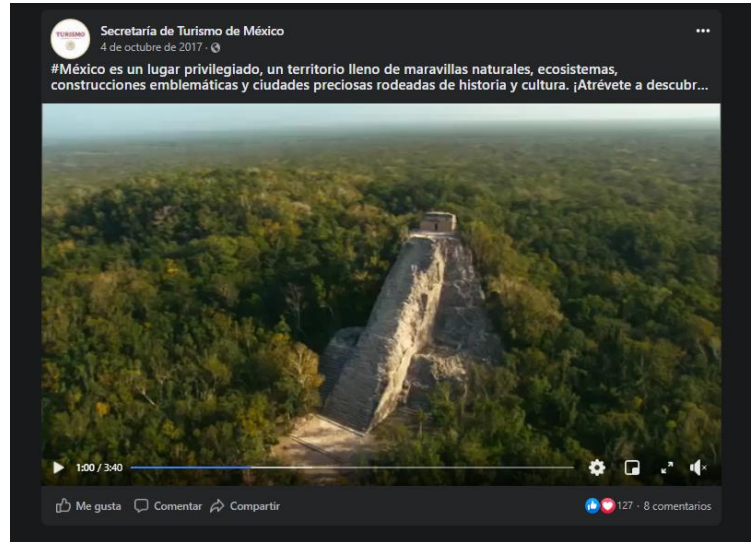 TURISMO
Secretaría de Turismo de México
4 de octubre de 2017 ·
#México es un lugar privilegiado, un territorio lleno de maravillas naturales, ecosistemas,
construcciones emblemáticas y ciudades preciosas rodeadas de historia y cultura. ¡Atrévete a descubr...
1:00 / 3:40
Me gusta Comentar Compartir 127 · 8 comentarios